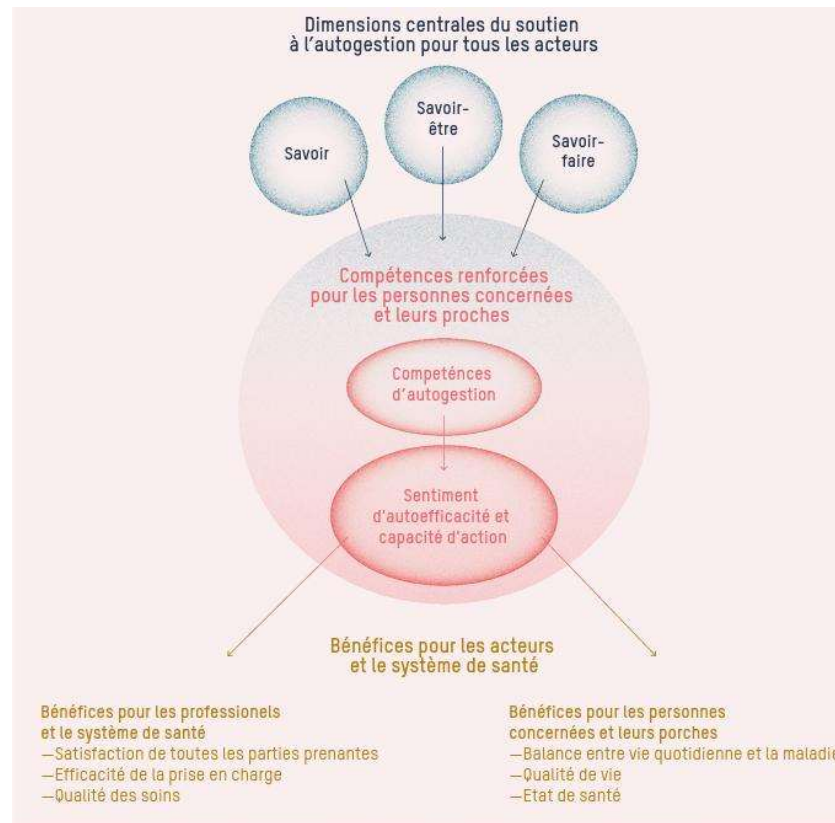 Dimensions centrales du soutien
à l'autogestion pour tous les acteurs
Savoir
Savoir-
être
Savoir-
faire
Compétences renforcées
pour les personnes concernées
et leurs proches
Competénces
d'autogestion
Sentiment
d'autoefficacité et
capacité d'action
Bénéfices pour les acteurs
et le système de santé
Bénéfices pour les professionels
et le système de santé
—Satisfaction de toutes les parties prenantes
—Efficacité de la prise en charge
—Qualité des soins
Bénéfices pour les personnes
concernées et leurs porches
—Balance entre vie quotidienne et la maladie
—Qualité de vie
—Etat de santé